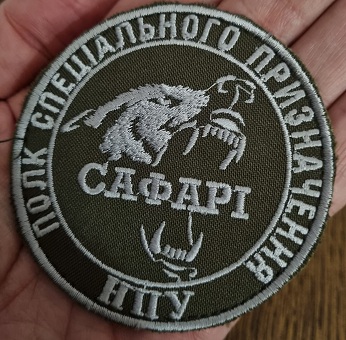 ПОЛК СПЕЦІАЛЬНОГО ПРИЗНАЧЕННЯ
САФАРІ
НПУ